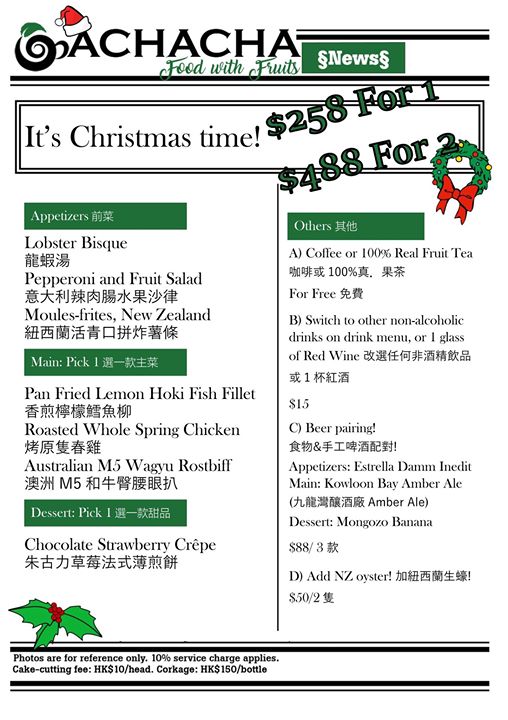 ACHACHA
Food with Fruits
§News§
It's Christmas time!
$258 For 1
$488 For 2
Appetizers 前菜
Lobster Bisque
龍蝦湯
Pepperoni and Fruit Salad
意大利辣肉腸水果沙律
Moules-frites, New Zealand
紐西蘭活青口拼炸薯條
Main: Pick 1 選一款主菜
Pan Fried Lemon Hoki Fish Fillet
香煎檸檬鱈魚柳
Roasted Whole Spring Chicken
烤原隻春雞
Australian M5 Wagyu Rostbiff
澳洲 M5 和牛臀腰眼扒
Dessert: Pick 1 選一款甜品
Chocolate Strawberry Crêpe
朱古力草莓法式薄煎餅
Others 其他
A) Coffee or 100% Real Fruit Tea
咖啡或 100%真．果茶
For Free 免費
B) Switch to other non-alcoholic
drinks on drink menu, or 1 glass
of Red Wine 改選任何非酒精飲品
或 1 杯紅酒
$15
C) Beer pairing!
食物&手工啤酒配對!
Appetizers: Estrella Damm Inedit
Main: Kowloon Bay Amber Ale
(九龍灣釀酒廠 Amber Ale)
Dessert: Mongozo Banana
$88/ 3 款
D) Add NZ oyster! 加紐西蘭生蠔!
$50/2 隻
Photos are for reference only. 10% service charge applies.
Cake-cutting fee: HK$10/head. Corkage: HK$150/bottle